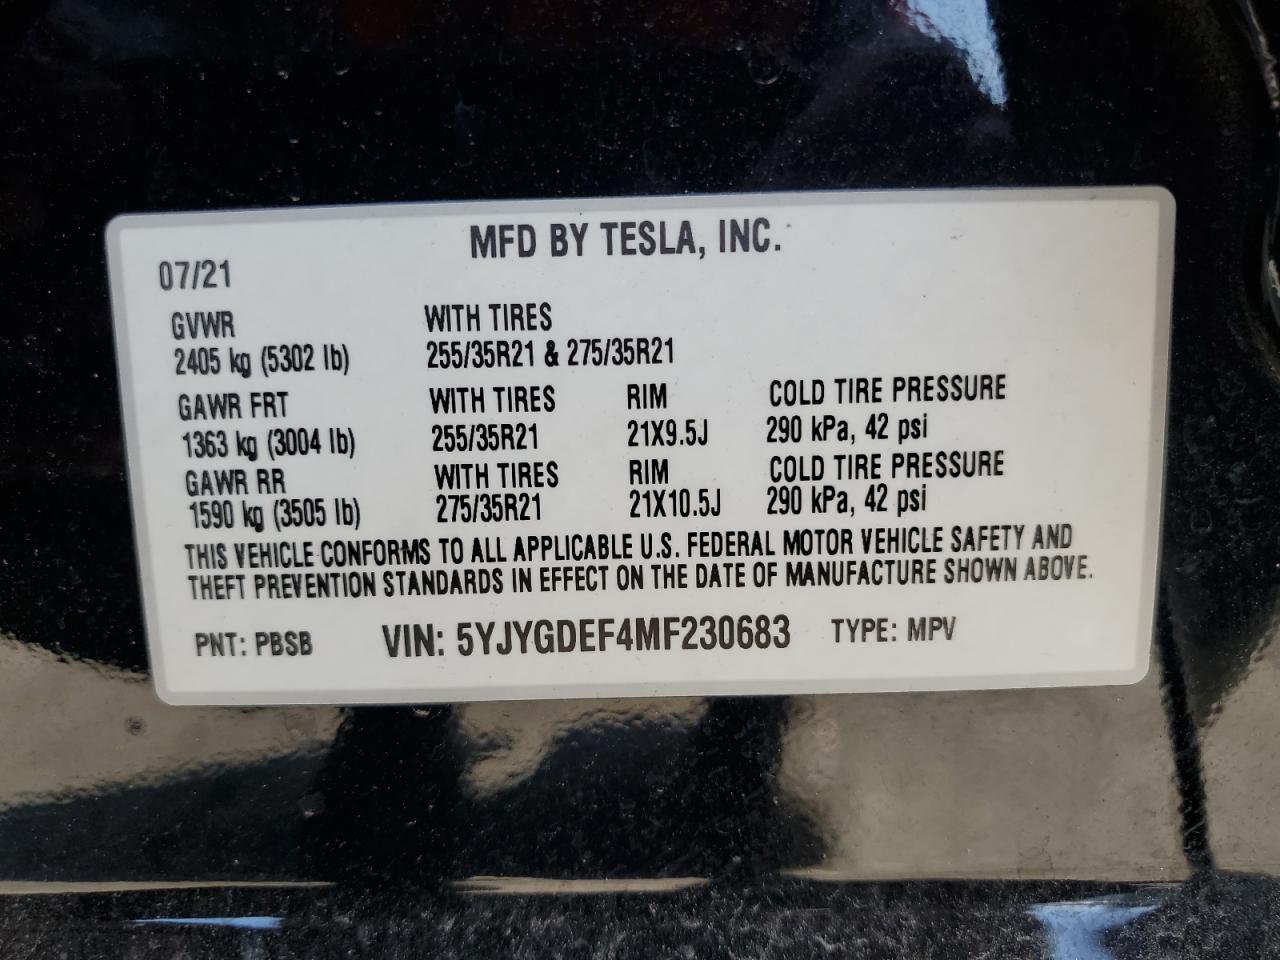 MFD BY TESLA, INC.
07/21
GVWR WITH TIRES
2405 kg (5302 lb) 255/35R21 & 275/35R21
GAWR FRT WITH TIRES RIM COLD TIRE PRESSURE
1363 kg (3004 lb) 255/35R21 21X9.5J 290 kPa, 42 psi
GAWR RR WITH TIRES RIM COLD TIRE PRESSURE
1590 kg (3505 lb) 275/35R21 21X10.5J 290 kPa, 42 psi
THIS VEHICLE CONFORMS TO ALL APPLICABLE U.S. FEDERAL MOTOR VEHICLE SAFETY AND
THEFT PREVENTION STANDARDS IN EFFECT ON THE DATE OF MANUFACTURE SHOWN ABOVE.
PNT: PBSB VIN: 5YJYGDEF4MF230683 TYPE: MPV